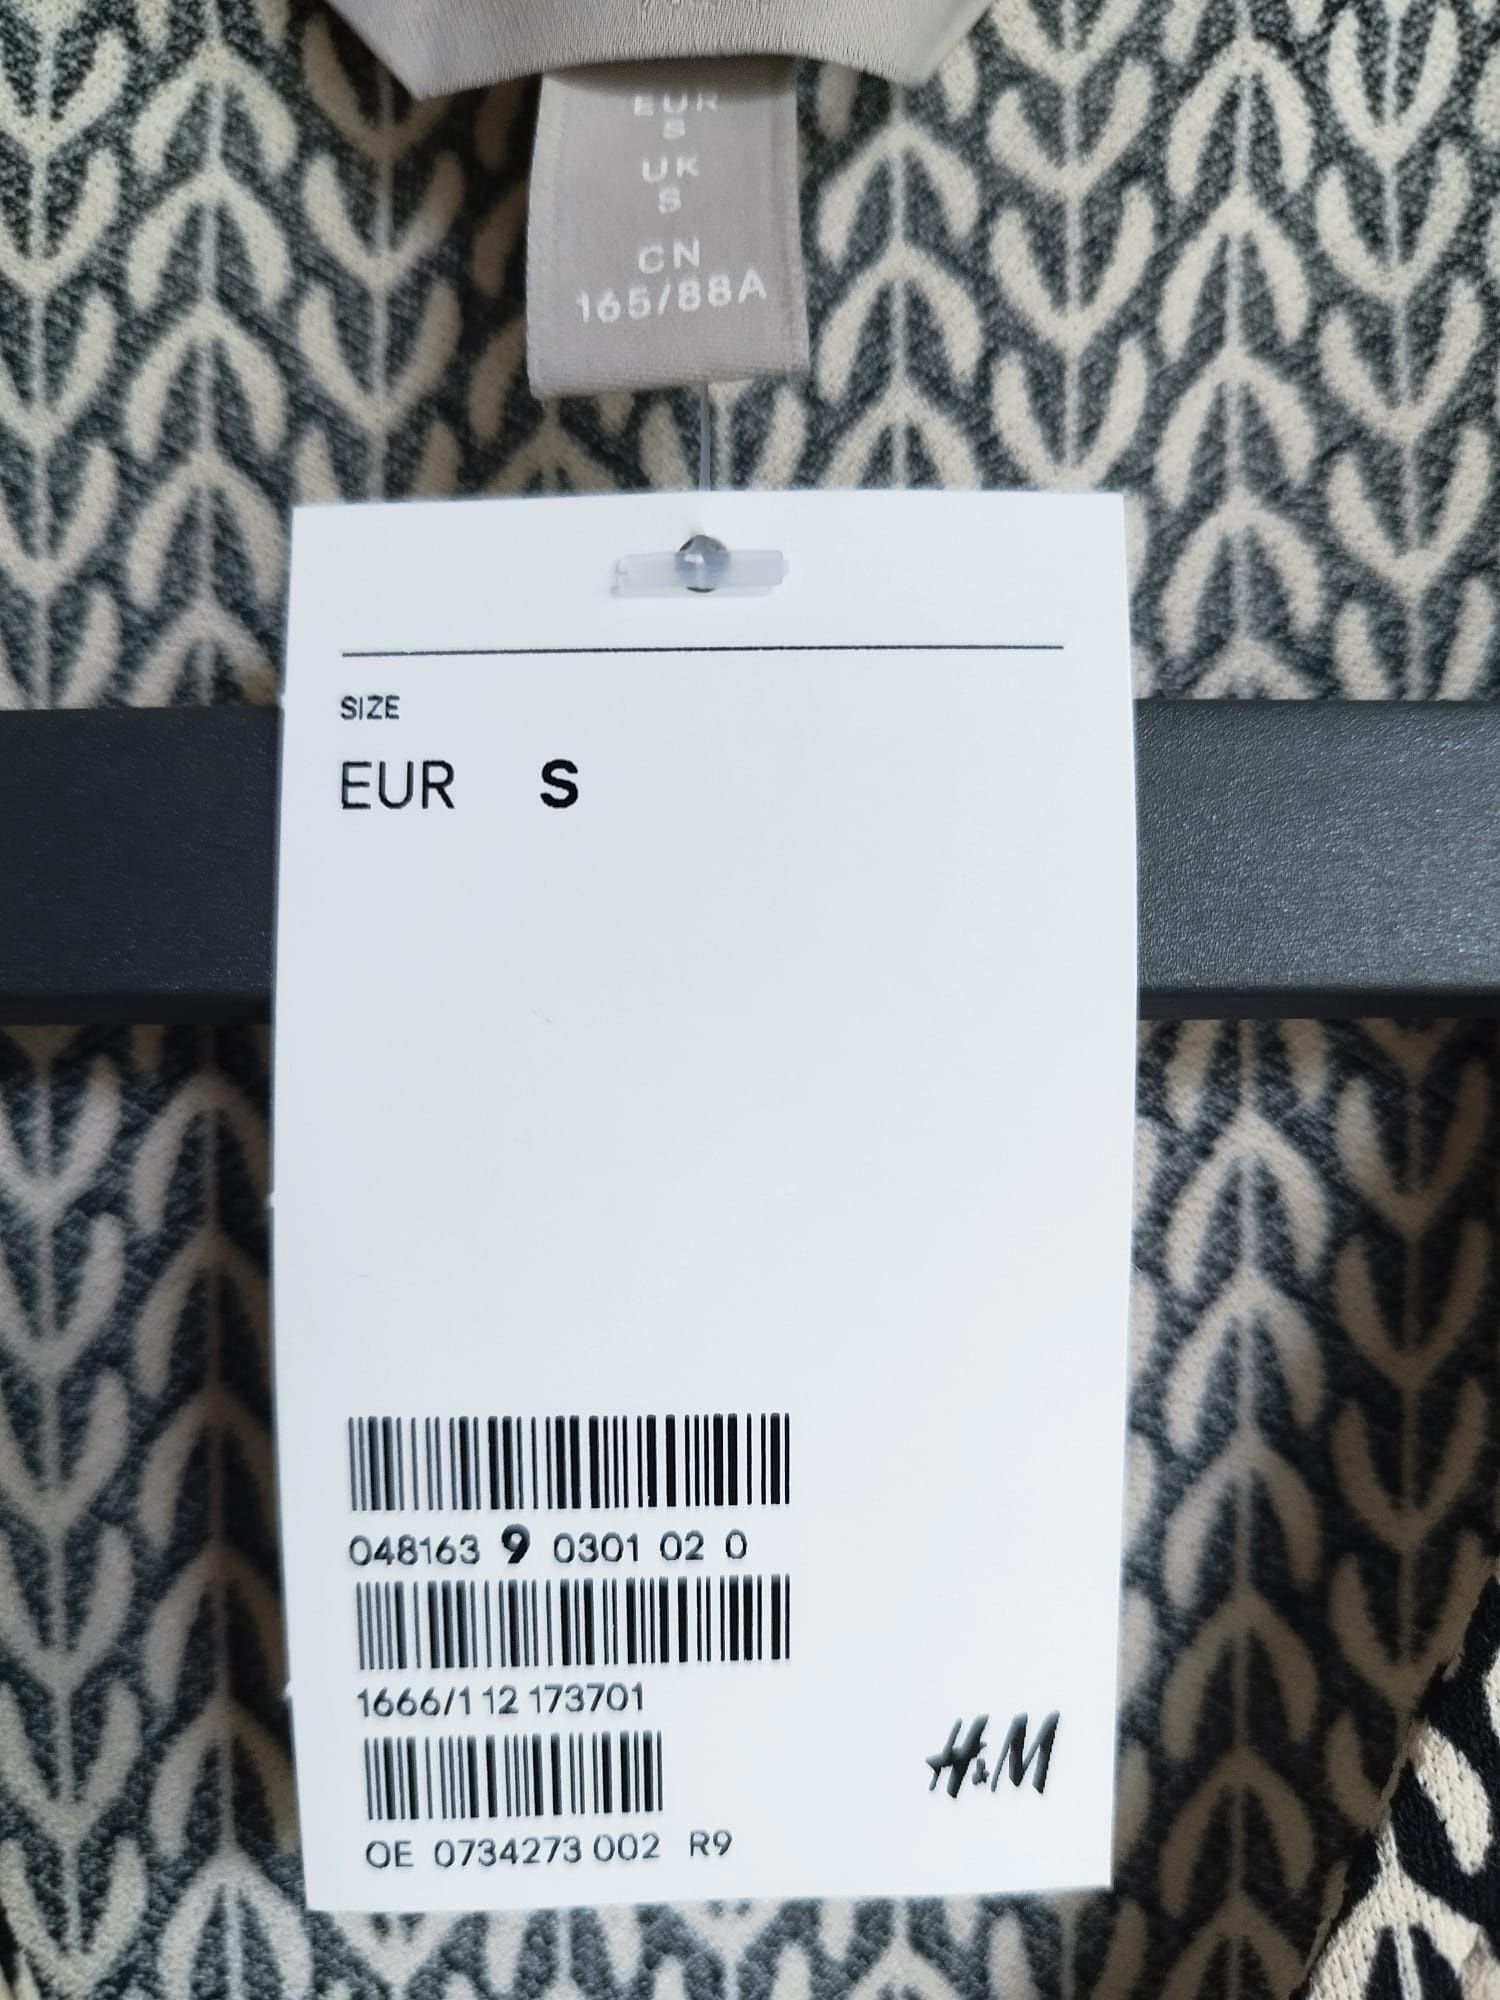 EUR
S
UK
S
CN
165/88A
SIZE
EUR S
048163 9 0301 02 0
1666/1 12 173701
H&M
OE 0734273 002 R9